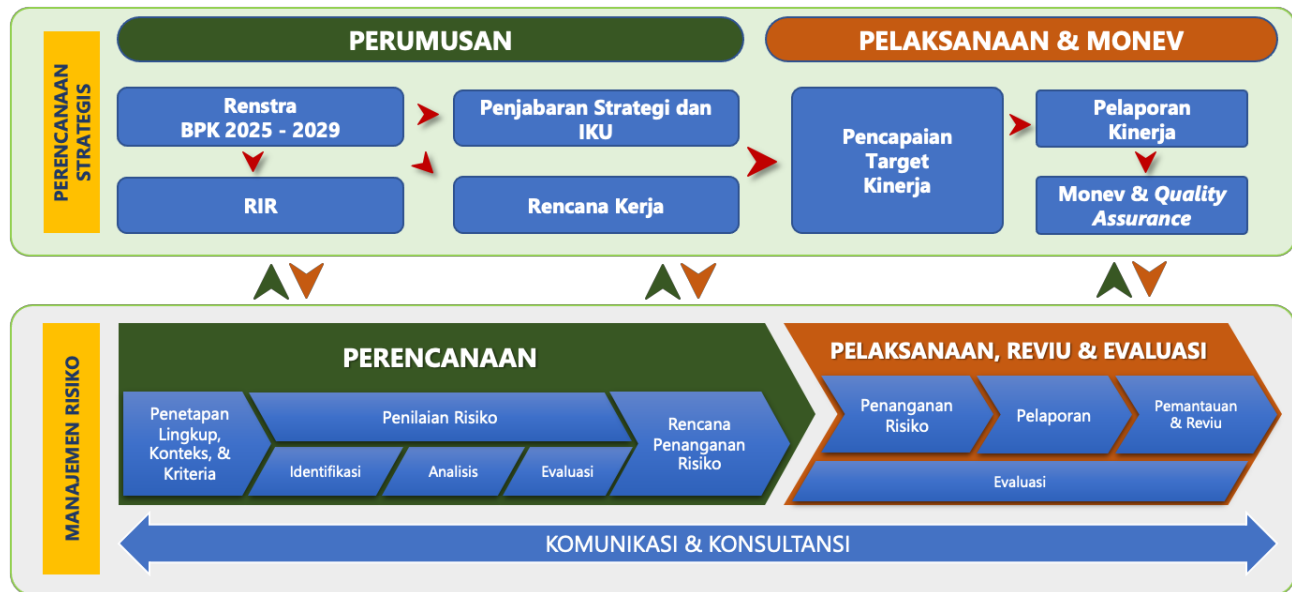 PERENCANAAN
STRATEGIS
PERUMUSAN
PELAKSANAAN & MONEV
Renstra
BPK 2025 - 2029
Penjabaran Strategi dan
IKU
Pencapaian
Target
Kinerja
Pelaporan
Kinerja
RIR
Rencana Kerja
Monev & Quality
Assurance
MANAJEMEN RISIKO
PERENCANAAN
PELAKSANAAN, REVIU & EVALUASI
Penetapan
Lingkup,
Konteks, &
Kriteria
Penilaian Risiko
Identifikasi
Analisis
Evaluasi
Rencana
Penanganan
Risiko
Penanganan
Risiko
Pelaporan
Pemantauan
& Reviu
Evaluasi
KOMUNIKASI & KONSULTANSI